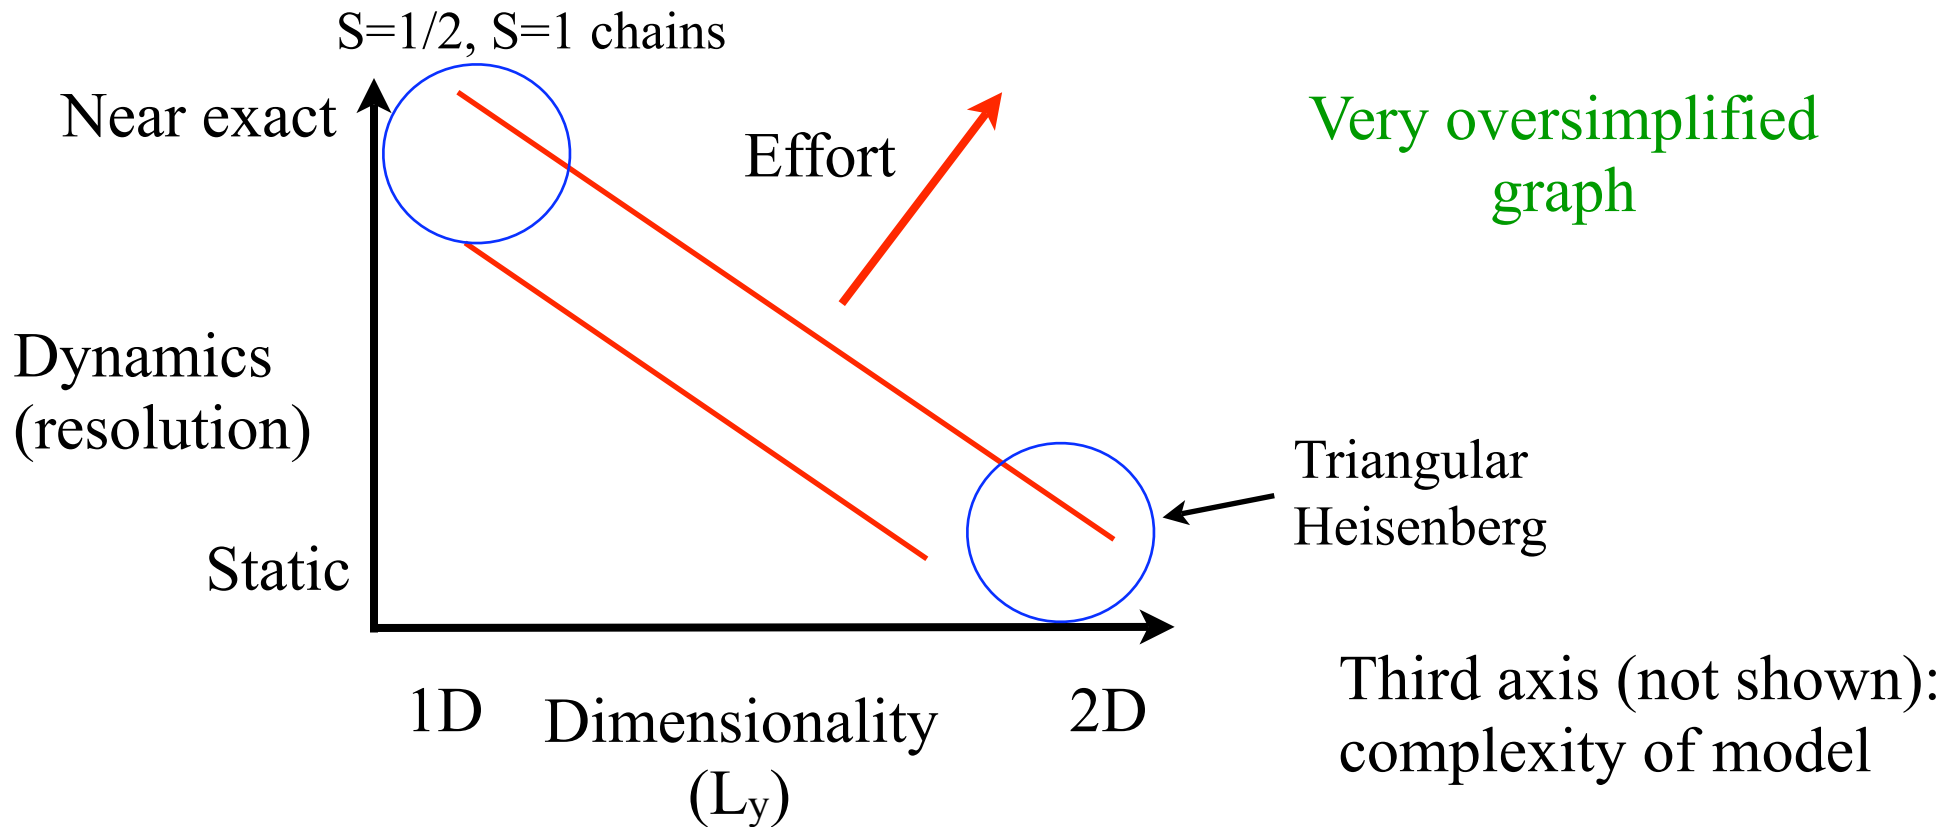 S=1/2, S=1 chains
Near exact
Effort
Very oversimplified
graph
Dynamics
(resolution)
Triangular
Heisenberg
Static
1D
Dimensionality
(Ly)
2D
Third axis (not shown):
complexity of model